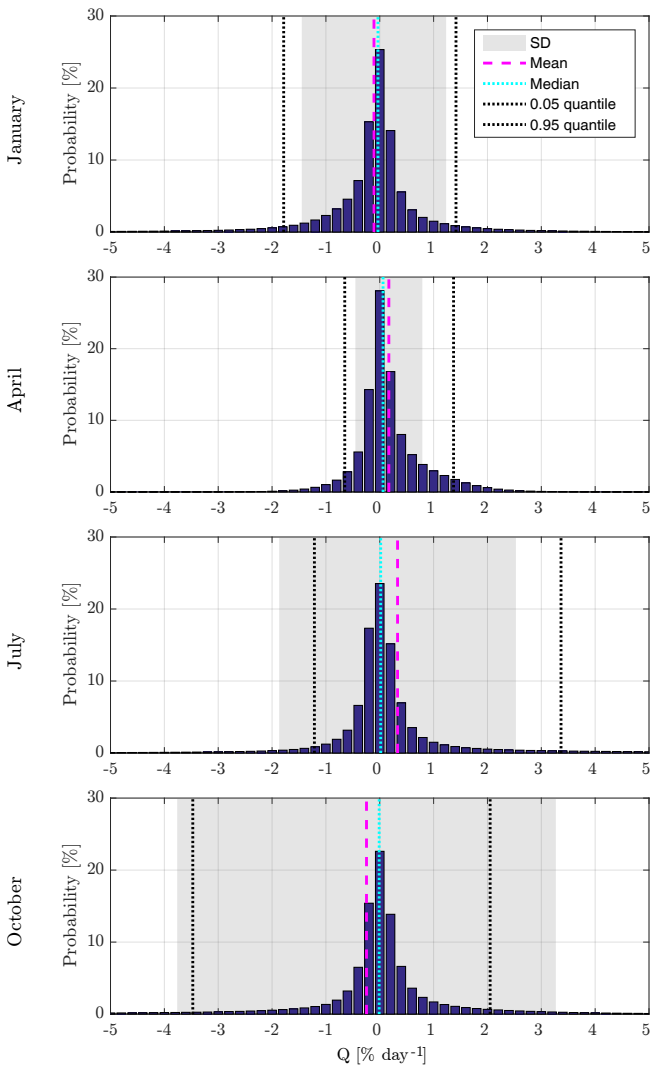 January
Probability [%]
30
20
10
0
SD
Mean
Median
0.05 quantile
0.95 quantile
-5 -4 -3 -2 -1 0 1 2 3 4 5
April
Probability [%]
30
20
10
0
-5 -4 -3 -2 -1 0 1 2 3 4 5
July
Probability [%]
30
20
10
0
-5 -4 -3 -2 -1 0 1 2 3 4 5
October
Probability [%]
30
20
10
0
-5 -4 -3 -2 -1 0 1 2 3 4 5
Q [% day-1]